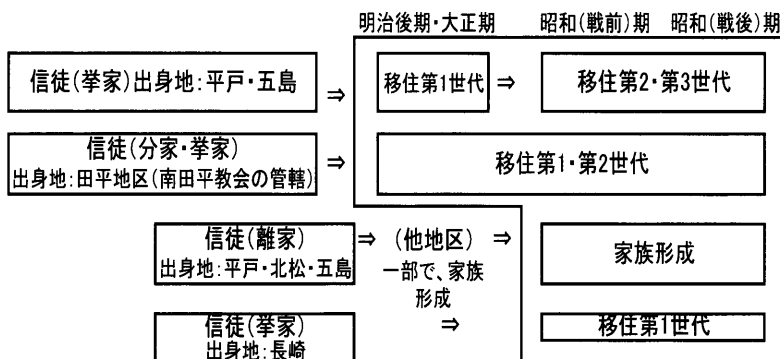 明治後期・大正期 昭和(戦前)期 昭和(戦後)期
信徒(挙家)出身地:平戸・五島 ⇒ 移住第1世代 ⇒ 移住第2・第3世代
信徒(分家・挙家)
出身地:田平地区(南田平教会の管轄) ⇒ 移住第1・第2世代
信徒(離家)
出身地:平戸・北松・五島 ⇒ (他地区) ⇒ 家族形成
一部で、家族
形成
信徒(挙家)
出身地:長崎 ⇒ 移住第1世代